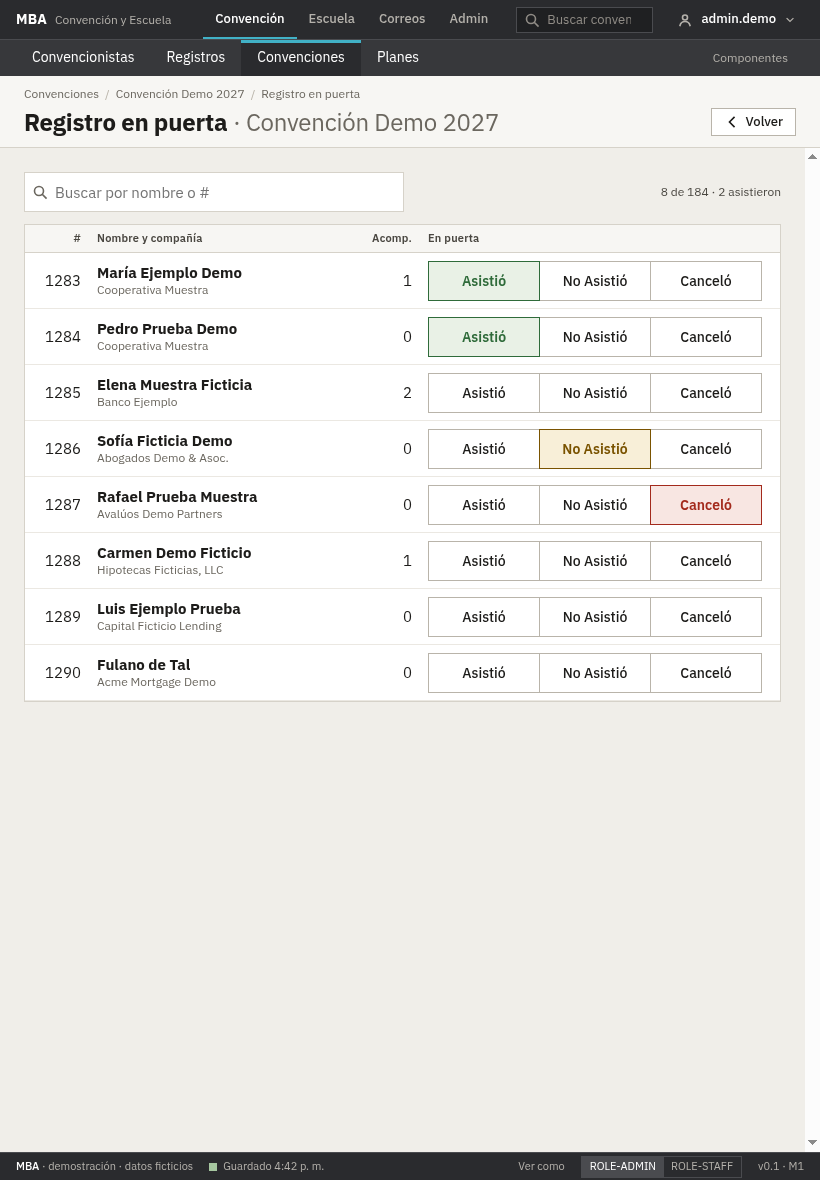 MBA Convención y Escuela Convención Escuela Correos Admin Buscar conven admin.demo
Convencionistas Registros Convenciones Planes Componentes
Convenciones / Convención Demo 2027 / Registro en puerta
Registro en puerta · Convención Demo 2027 Volver
Buscar por nombre o # 8 de 184 · 2 asistieron
# Nombre y compañía Acomp. En puerta
1283 María Ejemplo Demo 1 Asistió No Asistió Canceló
Cooperativa Muestra
1284 Pedro Prueba Demo 0 Asistió No Asistió Canceló
Cooperativa Muestra
1285 Elena Muestra Ficticia 2 Asistió No Asistió Canceló
Banco Ejemplo
1286 Sofía Ficticia Demo 0 Asistió No Asistió Canceló
Abogados Demo & Asoc.
1287 Rafael Prueba Muestra 0 Asistió No Asistió Canceló
Avalúos Demo Partners
1288 Carmen Demo Ficticio 1 Asistió No Asistió Canceló
Hipotecas Ficticias, LLC
1289 Luis Ejemplo Prueba 0 Asistió No Asistió Canceló
Capital Ficticio Lending
1290 Fulano de Tal 0 Asistió No Asistió Canceló
Acme Mortgage Demo
MBA · demostración · datos ficticios Guardado 4:42 p. m. Ver como ROLE-ADMIN ROLE-STAFF v0.1 · M1